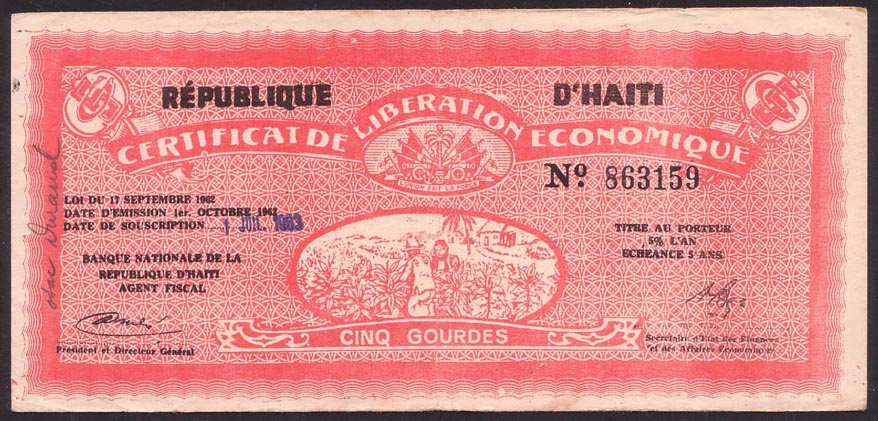 RÉPUBLIQUE D'HAITI
CERTIFICAT DE LIBERATION ECONOMIQUE
L'UNION FAIT LA FORCE
Nº 863159
LOI DU 17 SEPTEMBRE 1962
DATE D'EMISSION 1er. OCTOBRE 1962
DATE DE SOUSCRIPTION..... 1 JUIL. 1963
BANQUE NATIONALE DE LA
REPUBLIQUE D'HAITI
AGENT FISCAL
Président et Directeur Général
TITRE AU PORTEUR
5% L'AN
ECHEANCE 5 ANS
Secrétaire d'Etat des Finances
et des Affaires Economiques
CINQ GOURDES